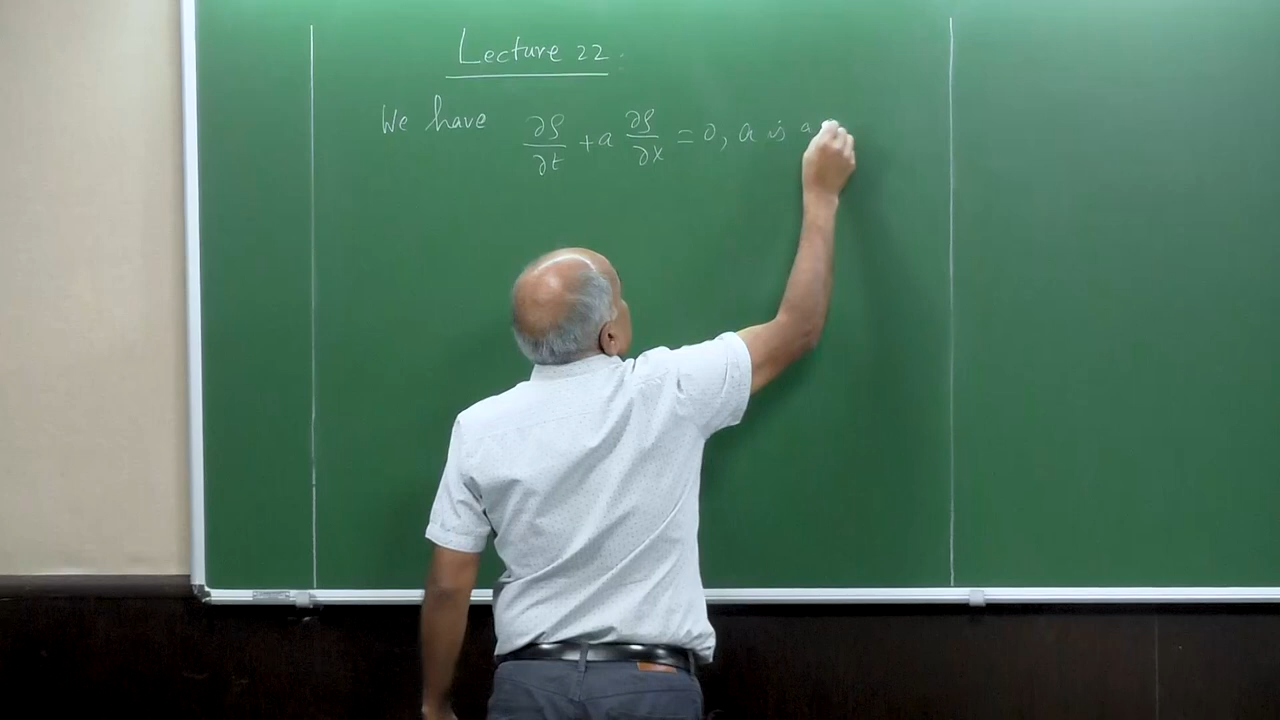 Lecture 22.
We have ∂ρ/∂t + a ∂ρ/∂x = 0, a is a